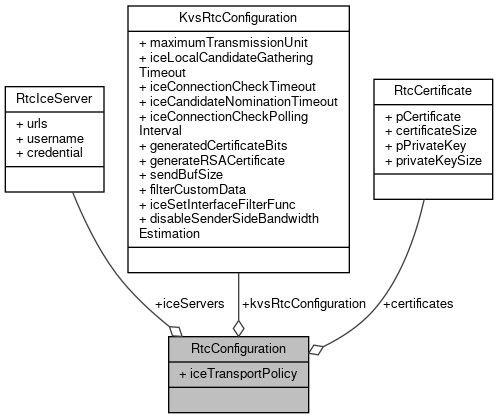 KvsRtcConfiguration
+ maximumTransmissionUnit
+ iceLocalCandidateGathering
Timeout
+ iceConnectionCheckTimeout
+ iceCandidateNominationTimeout
+ iceConnectionCheckPolling
Interval
+ generatedCertificateBits
+ generateRSACertificate
+ sendBufSize
+ filterCustomData
+ iceSetInterfaceFilterFunc
+ disableSenderSideBandwidth
Estimation
RtcIceServer
+ urls
+ username
+ credential
RtcCertificate
+ pCertificate
+ certificateSize
+ pPrivateKey
+ privateKeySize
+iceServers
+kvsRtcConfiguration
+certificates
RtcConfiguration
+ iceTransportPolicy